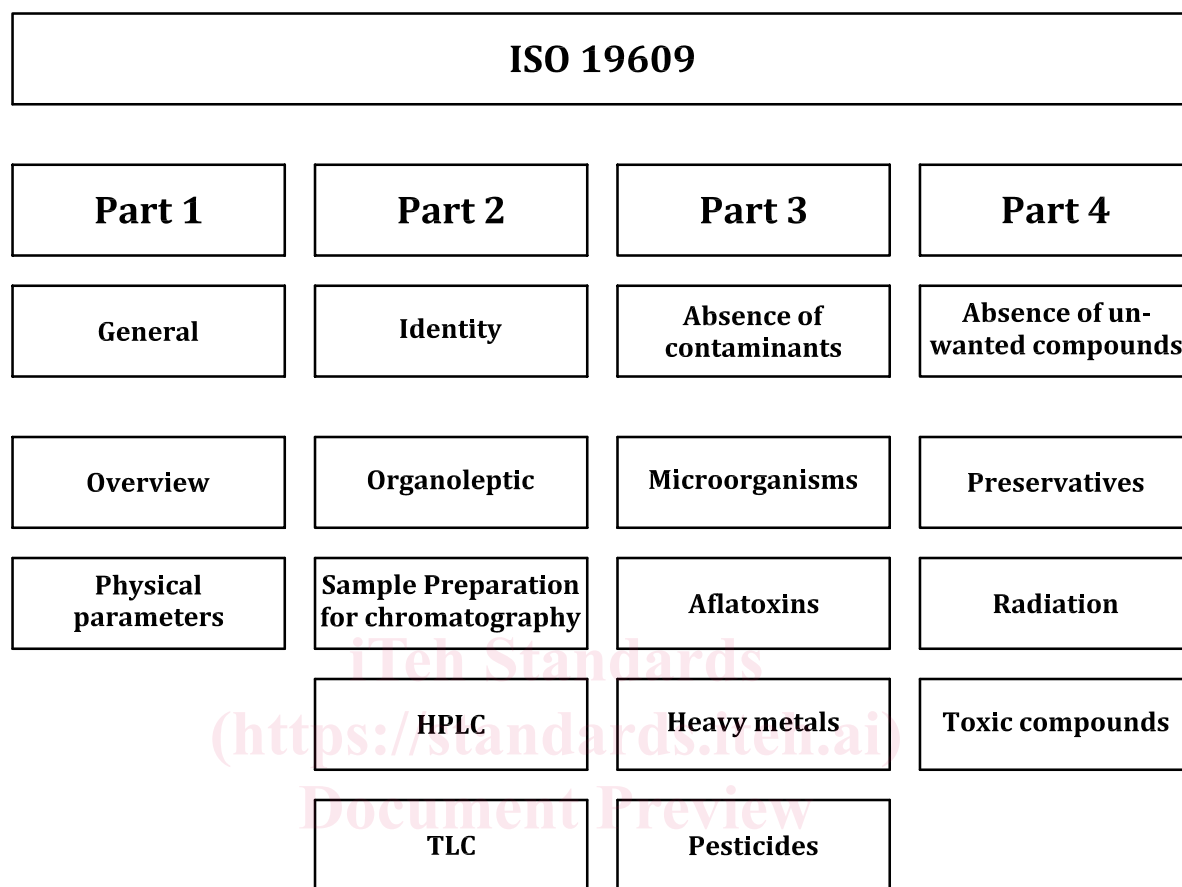 ISO 19609
Part 1
Part 2
Part 3
Part 4
General
Identity
Absence of
contaminants
Absence of un-
wanted compounds
Overview
Organoleptic
Microorganisms
Preservatives
Physical
parameters
Sample Preparation
for chromatography
Aflatoxins
Radiation
iTeh Standards
HPLC
Heavy metals
Toxic compounds
(https://standards.iteh.ai)
Document Preview
TLC
Pesticides